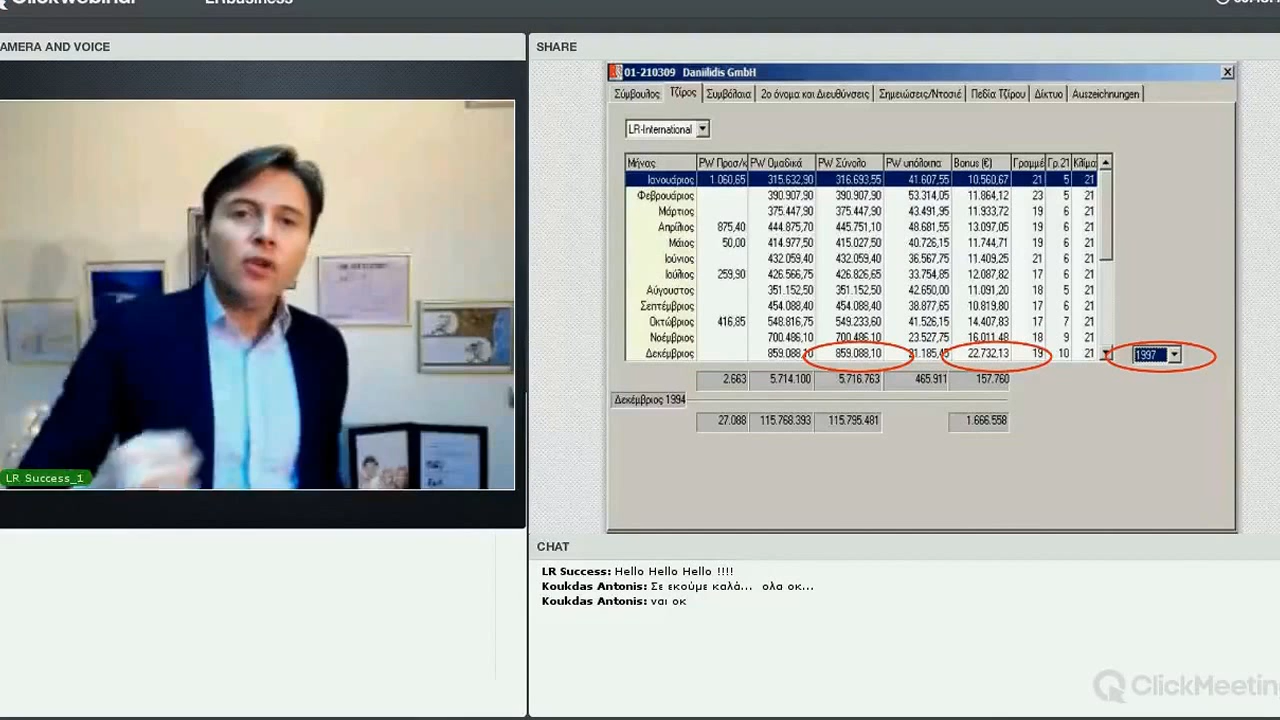 LRbusiness
AMERA AND VOICE
SHARE
01-210309 Daniilidis GmbH
Σύμβουλος Τζίρος Συμβόλαια 2ο όνομα και Διευθύνσεις Σημειώσεις/Ντοσιέ Πεδία Τζίρου Δίκτυο Auszeichnungen
LR-International
Μήνας PW Προσ/κ PW Ομαδικά PW Σύνολο PW υπόλοιπα Bonus (€) Γραμμέ Γρ.21 Κλίμα
Ιανουάριος 1.060,65 315.632,90 316.693,55 41.607,55 10.560,67 21 5 21
Φεβρουάριος 390.907,90 390.907,90 53.314,05 11.864,12 23 5 21
Μάρτιος 375.447,90 375.447,90 43.491,95 11.933,72 19 6 21
Απρίλιος 875,40 444.875,70 445.751,10 48.681,55 13.097,05 19 6 21
Μάιος 50,00 414.977,50 415.027,50 40.726,15 11.744,71 19 6 21
Ιούνιος 432.059,40 432.059,40 36.567,75 11.409,25 21 6 21
Ιούλιος 259,90 426.566,75 426.826,65 33.754,85 12.087,82 17 6 21
Αύγουστος 351.152,50 351.152,50 42.650,00 11.091,20 18 5 21
Σεπτέμβριος 454.088,40 454.088,40 38.877,65 10.819,80 17 6 21
Οκτώβριος 416,85 548.816,75 549.233,60 41.526,15 14.407,83 17 7 21
Νοέμβριος 700.486,10 700.486,10 23.527,75 16.011,48 18 9 21
Δεκέμβριος 859.088,10 859.088,10 22.732,13 19 10 21
1997
2.663 5.714.100 5.716.763 465.911 157.760
Δεκέμβριος 1994
27.088 115.768.393 115.795.481 1.666.558
LR Success_1
CHAT
LR Success: Hello Hello Hello !!!!
Koukdas Antonis: Σε εκούμε καλά... ολα οκ...
Koukdas Antonis: ναι οκ
ClickMeetin